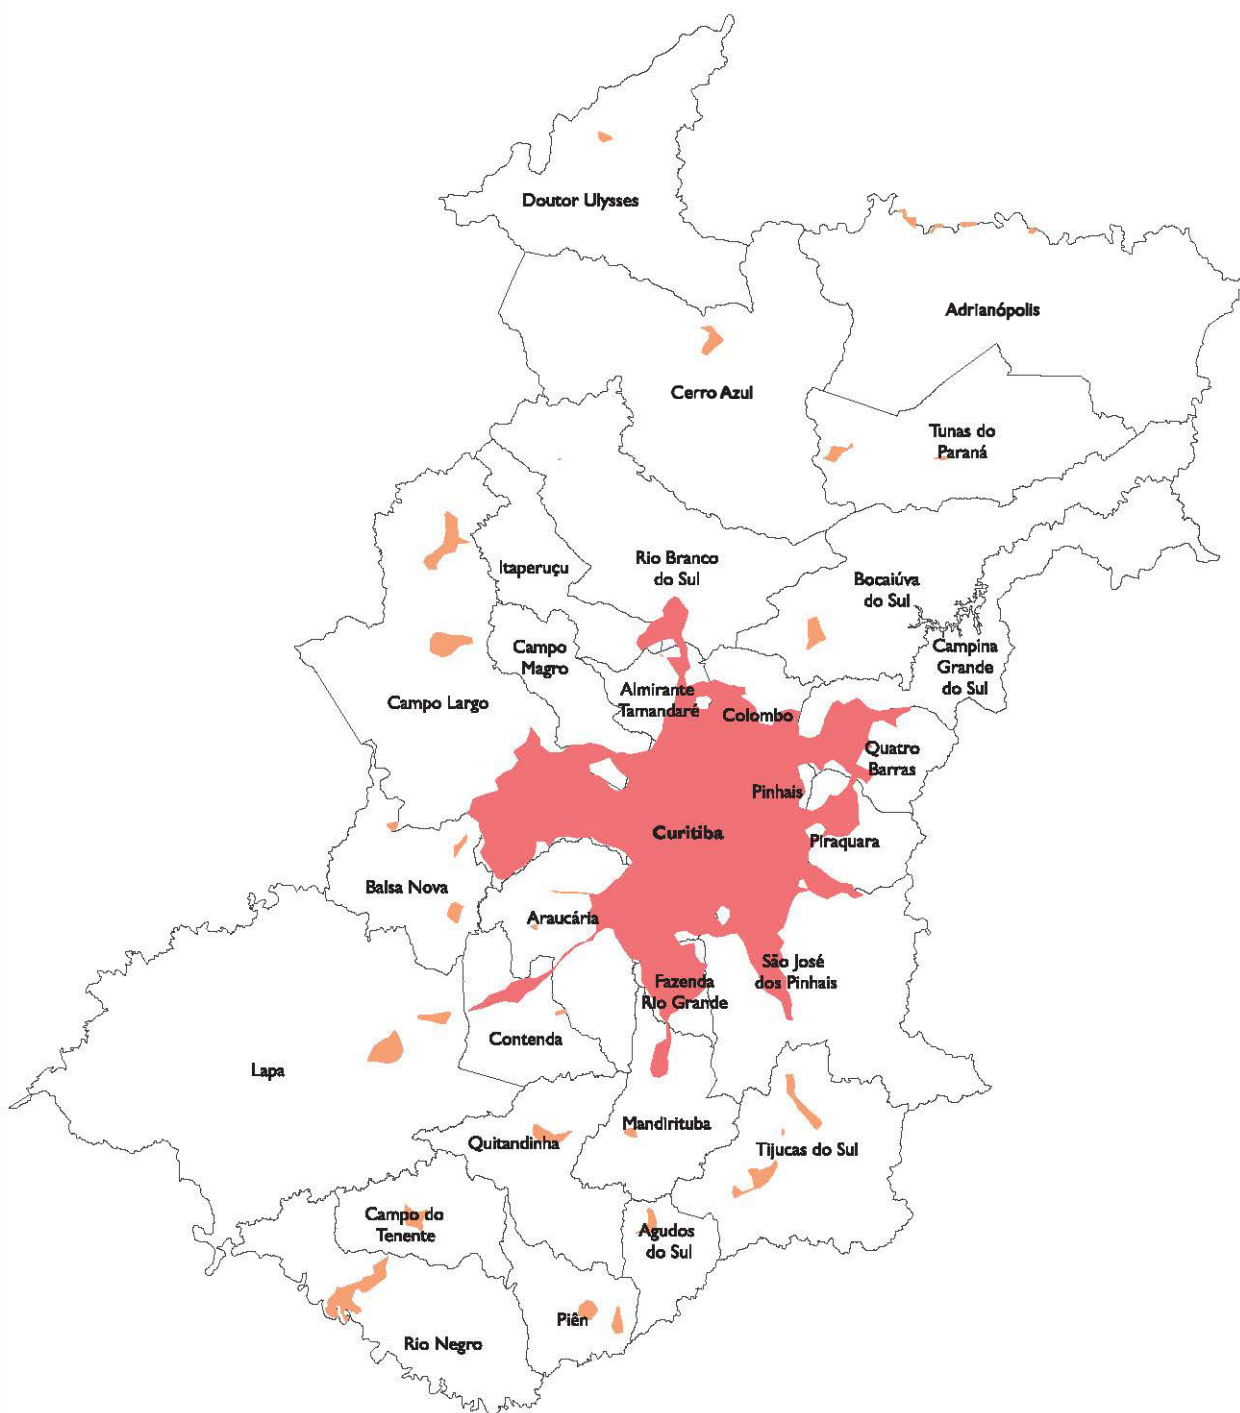 Doutor Ulysses
Adrianópolis
Cerro Azul
Tunas do
Paraná
Itaperuçu
Rio Branco
do Sul
Bocaiúva
do Sul
Campo
Magro
Campina
Grande
do Sul
Almirante
Tamandaré
Campo Largo
Colombo
Quatro
Barras
Pinhais
Curitiba
Piraquara
Balsa Nova
Araucária
São José
dos Pinhais
Fazenda
Rio Grande
Contenda
Lapa
Mandirituba
Quitandinha
Tijucas do Sul
Campo do
Tenente
Agudos
do Sul
Piên
Rio Negro